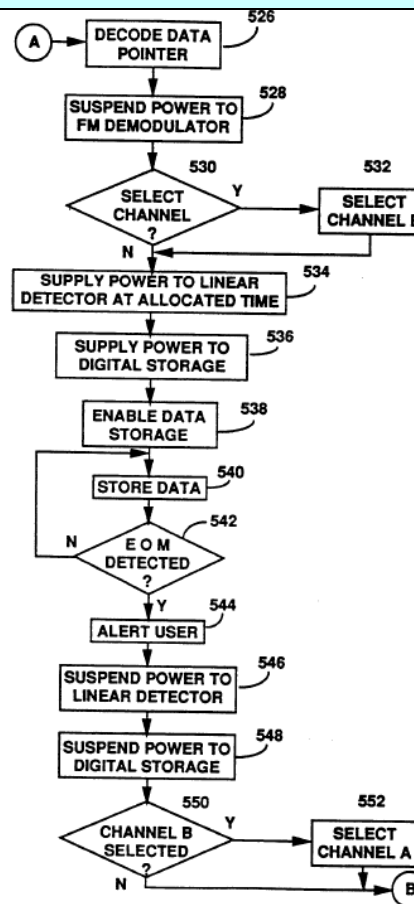 526
A
DECODE DATA
POINTER
528
SUSPEND POWER TO
FM DEMODULATOR
530
532
SELECT
CHANNEL
?
Y
SELECT
CHANNEL B
N
534
SUPPLY POWER TO LINEAR
DETECTOR AT ALLOCATED TIME
536
SUPPLY POWER TO
DIGITAL STORAGE
538
ENABLE DATA
STORAGE
540
STORE DATA
542
N
E O M
DETECTED
?
Y
544
ALERT USER
546
SUSPEND POWER TO
LINEAR DETECTOR
548
SUSPEND POWER TO
DIGITAL STORAGE
550
552
CHANNEL B
SELECTED
?
Y
SELECT
CHANNEL A
N
B